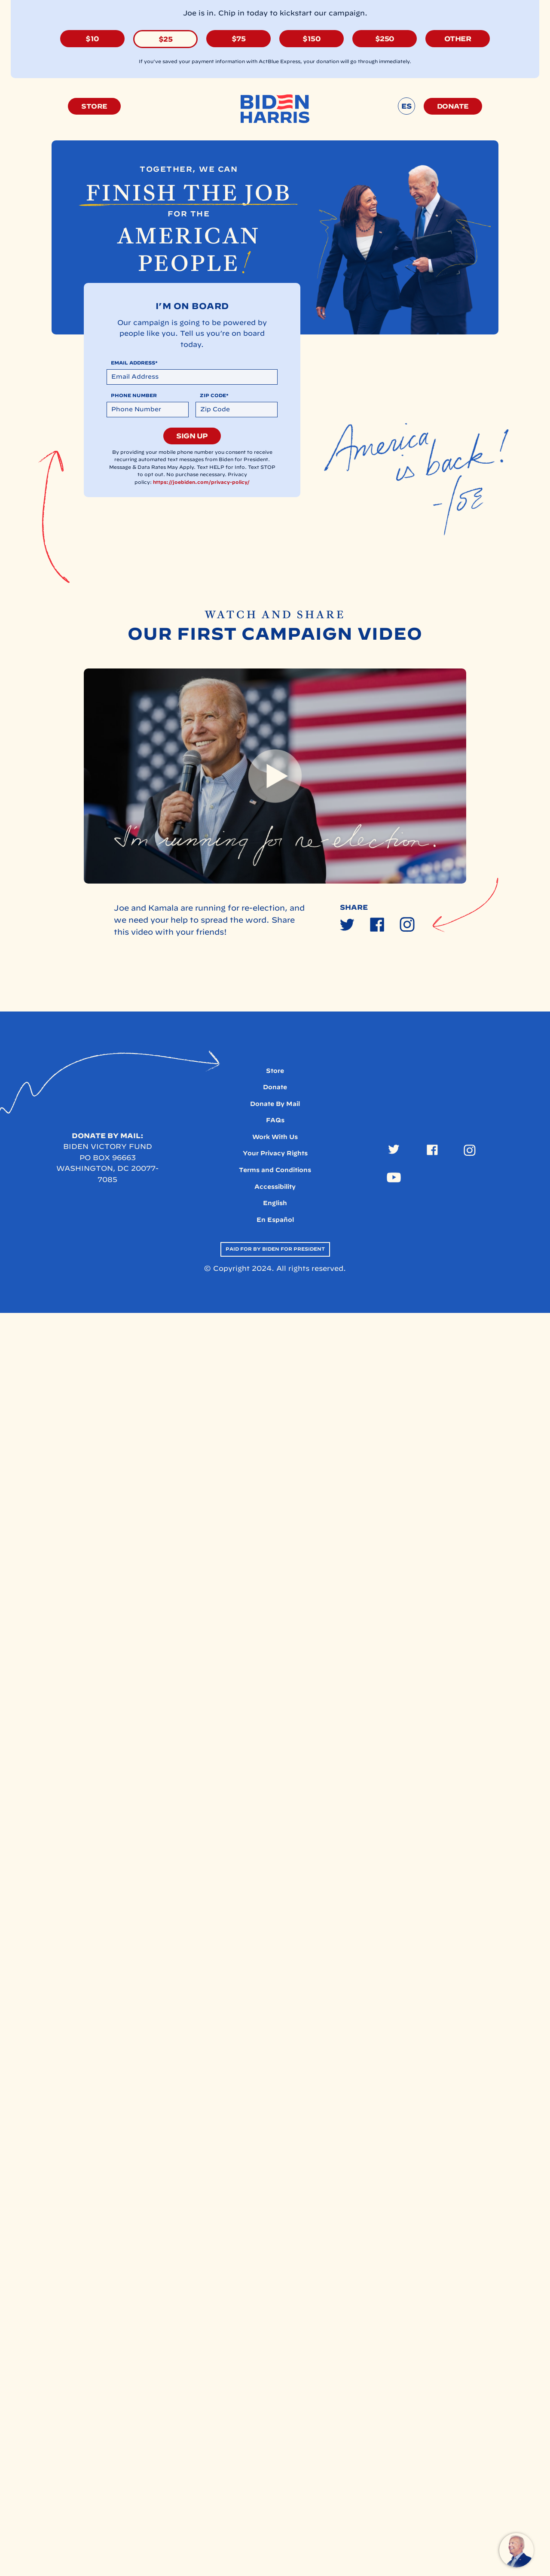 Joe is in. Chip in today to kickstart our campaign.
$10
$25
$75
$150
$250
OTHER
If you've saved your payment information with ActBlue Express, your donation will go through immediately.
STORE
BIDEN
HARRIS
ES
DONATE
TOGETHER, WE CAN
FINISH THE JOB
FOR THE
AMERICAN
PEOPLE!
I'M ON BOARD
Our campaign is going to be powered by
people like you. Tell us you're on board
today.
EMAIL ADDRESS*
Email Address
PHONE NUMBER
ZIP CODE*
Phone Number
Zip Code
SIGN UP
By providing your mobile phone number you consent to receive
recurring automated text messages from Biden for President.
Message & Data Rates May Apply. Text HELP for Info. Text STOP
to opt out. No purchase necessary. Privacy
policy: https://joebiden.com/privacy-policy/
America
is back!
-JOE
WATCH AND SHARE
OUR FIRST CAMPAIGN VIDEO
I'm running for re-election.
Joe and Kamala are running for re-election, and
we need your help to spread the word. Share
this video with your friends!
SHARE
Store
Donate
Donate By Mail
FAQs
Work With Us
Your Privacy Rights
Terms and Conditions
Accessibility
English
En Español
DONATE BY MAIL:
BIDEN VICTORY FUND
PO BOX 96663
WASHINGTON, DC 20077-
7085
PAID FOR BY BIDEN FOR PRESIDENT
© Copyright 2024. All rights reserved.